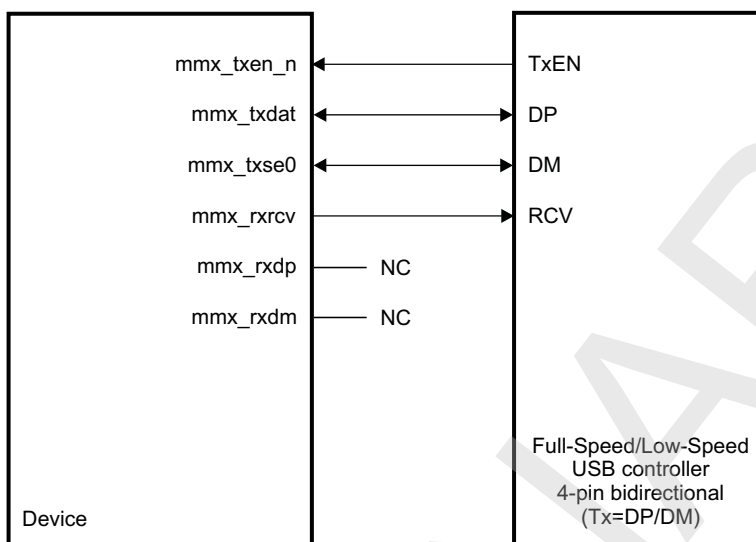 mmx_txen_n TxEN
mmx_txdat DP
mmx_txse0 DM
mmx_rxrcv RCV
mmx_rxdp NC
mmx_rxdm NC
Full-Speed/Low-Speed
USB controller
4-pin bidirectional
(Tx=DP/DM)
Device